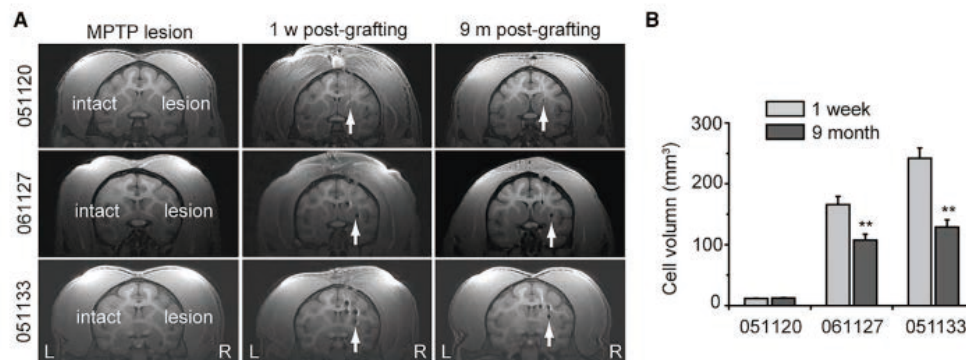 A
MPTP lesion
1 w post-grafting
9 m post-grafting
051120
intact
lesion
061127
intact
lesion
051133
intact
lesion
L
R
L
R
L
R
B
1 week
9 month
Cell volumn (mm³)
300
200
100
0
**
**
051120
061127
051133